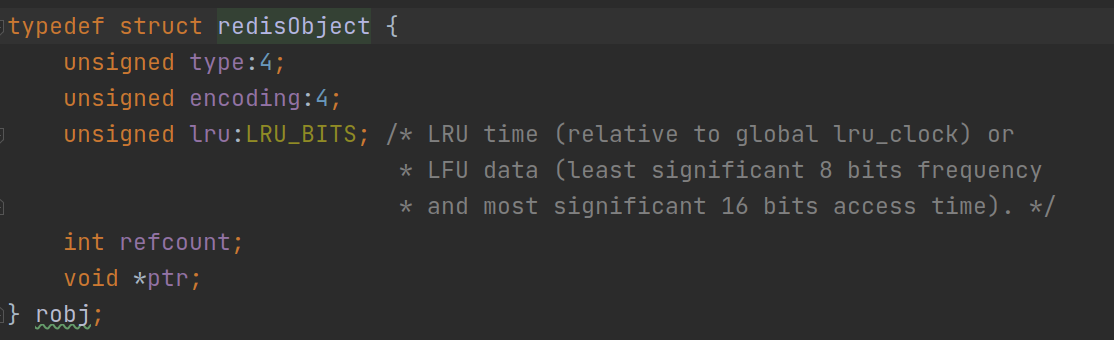 typedef struct redisObject {
    unsigned type:4;
    unsigned encoding:4;
    unsigned lru:LRU_BITS; /* LRU time (relative to global lru_clock) or
                            * LFU data (least significant 8 bits frequency
                            * and most significant 16 bits access time). */
    int refcount;
    void *ptr;
} robj;